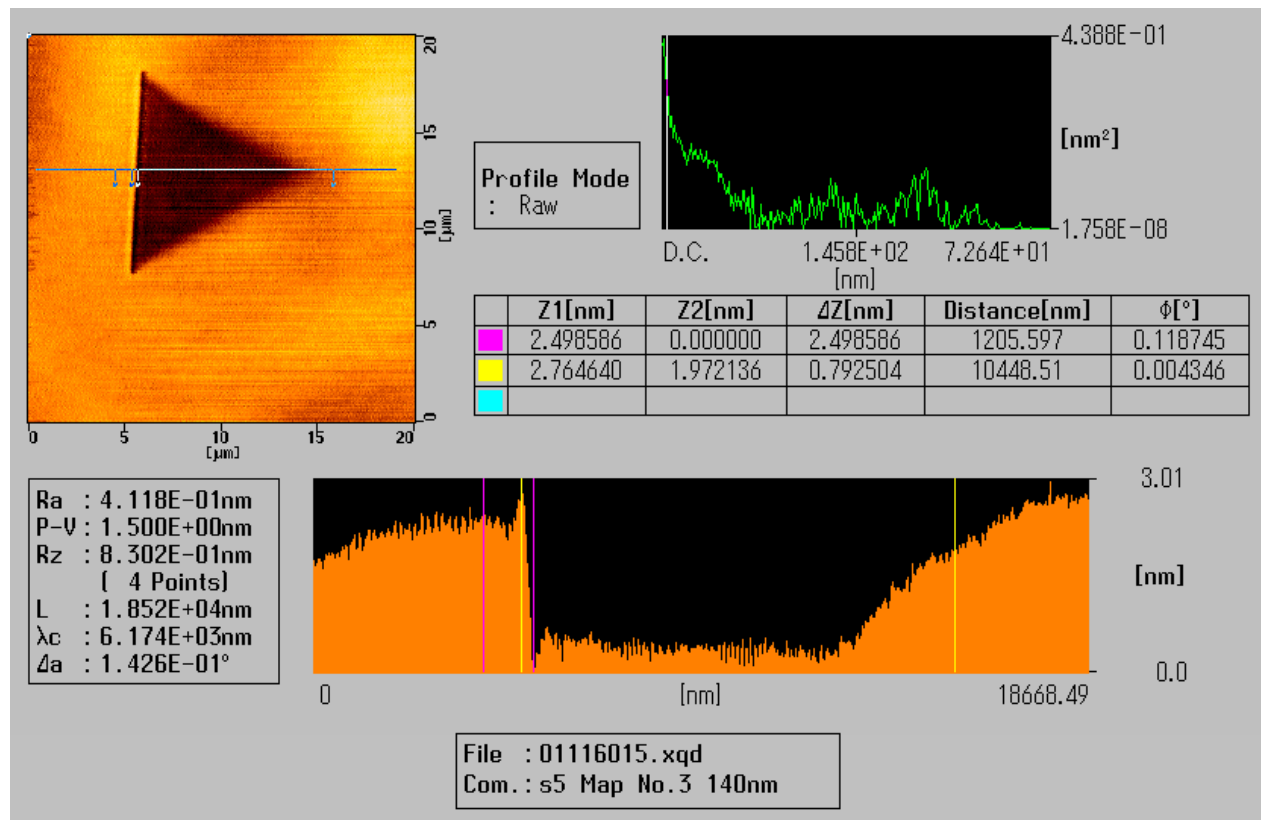 20
15
10
5
0
[µm]
0 5 10 15 20
[µm]
Profile Mode
: Raw
4.388E-01
[nm²]
1.758E-08
D.C. 1.458E+02 7.264E+01
[nm]
Z1[nm] Z2[nm] ΔZ[nm] Distance[nm] φ[°]
2.498586 0.000000 2.498586 1205.597 0.118745
2.764640 1.972136 0.792504 10448.51 0.004346
Ra : 4.118E-01nm
P-V : 1.500E+00nm
Rz : 8.302E-01nm
( 4 Points)
L : 1.852E+04nm
λc : 6.174E+03nm
Δa : 1.426E-01°
3.01
[nm]
0.0
0 [nm] 18668.49
File : 01116015.xqd
Com. : s5 Map No.3 140nm